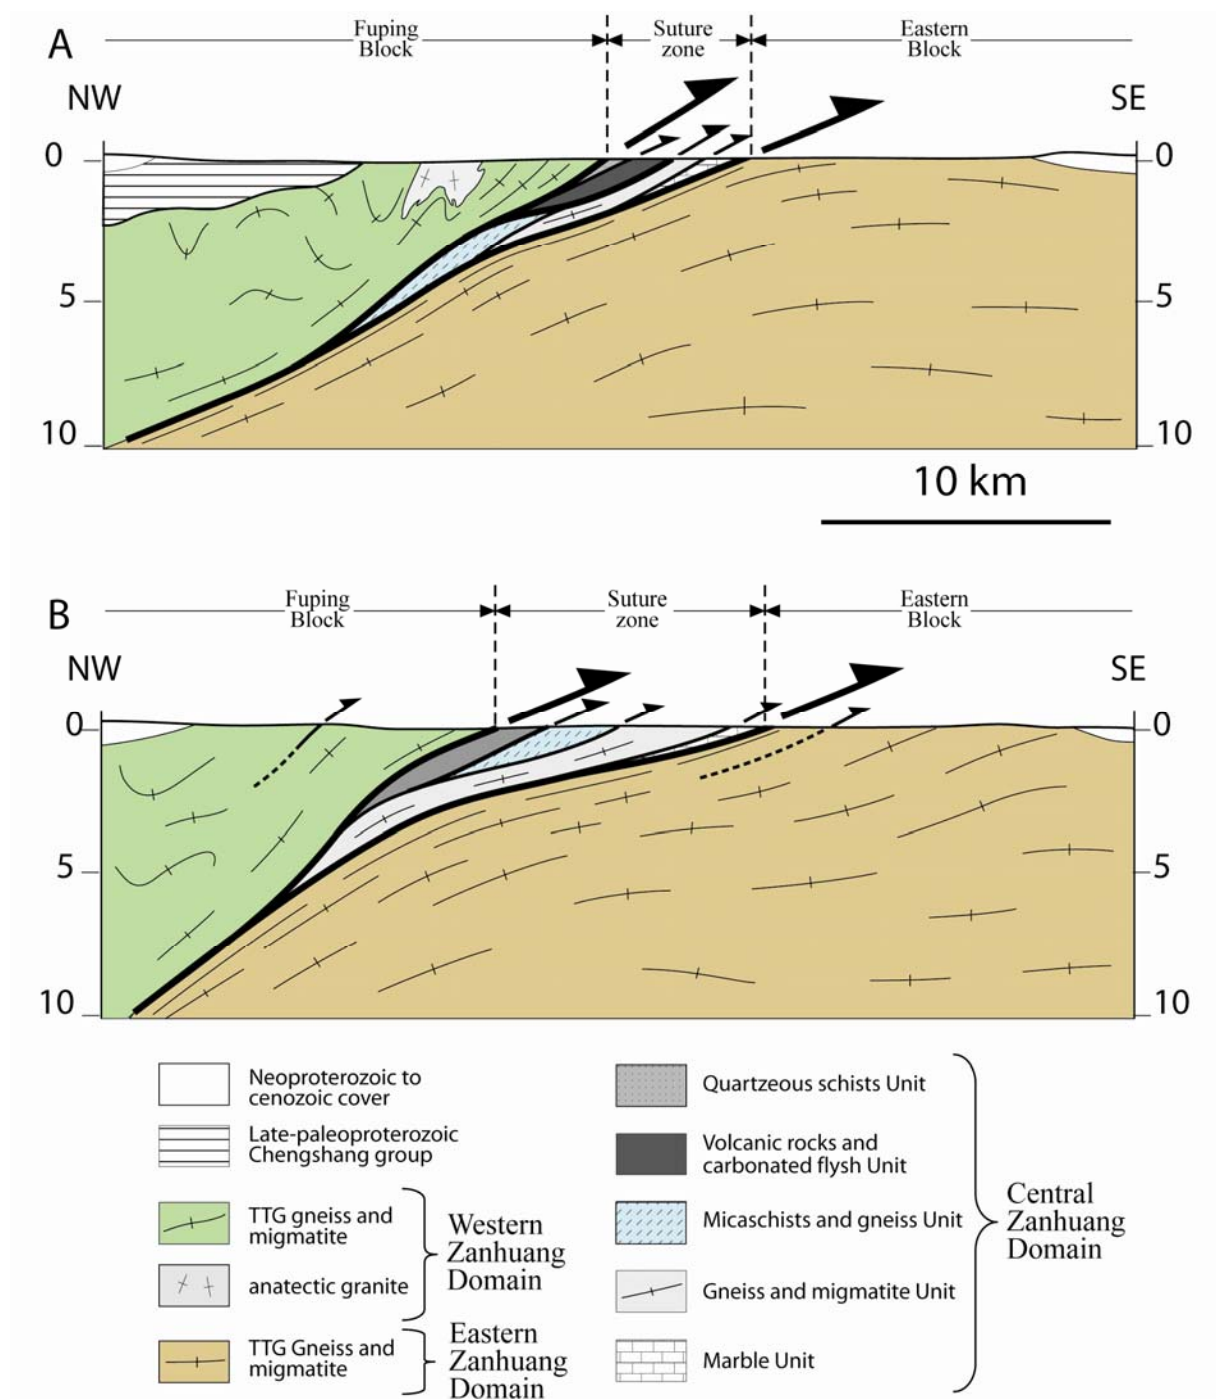 A
Fuping
Block
Suture
zone
Eastern
Block
NW
SE
0
0
5
5
10
10
10 km
B
Fuping
Block
Suture
zone
Eastern
Block
NW
SE
0
0
5
5
10
10
Neoproterozoic to
cenozoic cover
Late-paleoproterozoic
Chengshang group
TTG gneiss and
migmatite
anatectic granite
Western
Zanhuang
Domain
TTG Gneiss and
migmatite
Eastern
Zanhuang
Domain
Quartzeous schists Unit
Volcanic rocks and
carbonated flysh Unit
Micaschists and gneiss Unit
Gneiss and migmatite Unit
Marble Unit
Central
Zanhuang
Domain